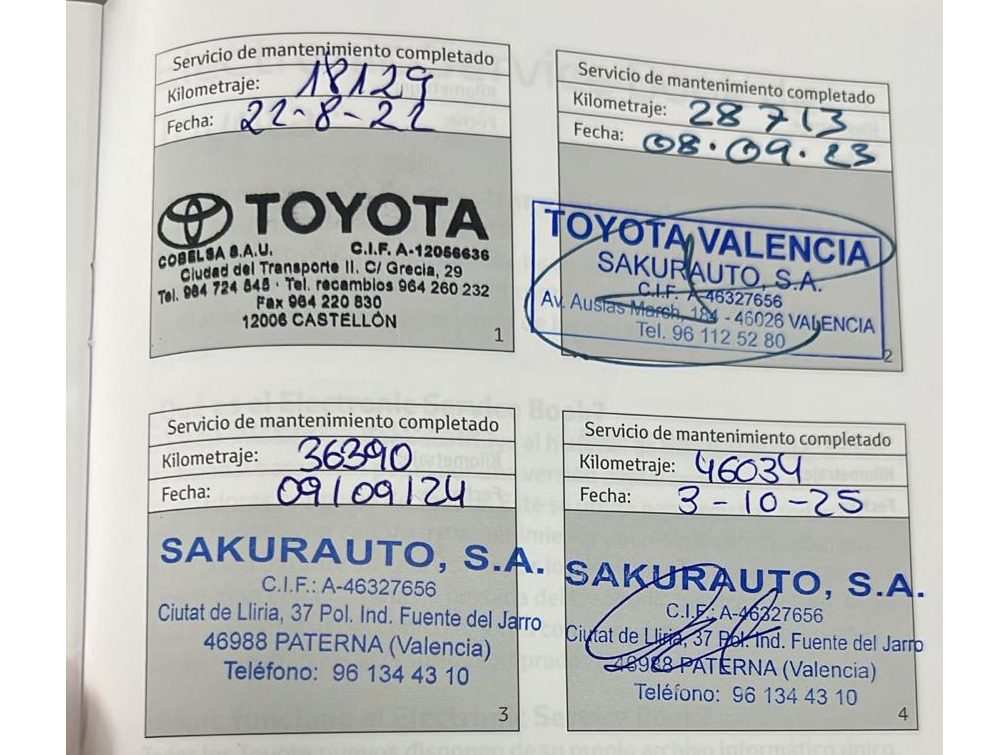 Servicio de mantenimiento completado
Kilometraje: 18129
Fecha: 22-8-22
TOYOTA
COBELSA S.A.U. C.I.F. A-12066636
Ciudad del Transporte II. C/ Grecia, 29
Tel. 964 724 845 · Tel. recambios 964 260 232
Fax 964 220 830
12006 CASTELLÓN
1
Servicio de mantenimiento completado
Kilometraje: 28 713
Fecha: 08·09·23
TOYOTA VALENCIA
SAKURAUTO, S.A.
C.I.F. A-46327656
Av. Ausias March, 184 - 46026 VALENCIA
Tel. 96 112 52 80
2
Servicio de mantenimiento completado
Kilometraje: 36390
Fecha: 09/09/24
SAKURAUTO, S.A.
C.I.F.: A-46327656
Ciutat de Lliria, 37 Pol. Ind. Fuente del Jarro
46988 PATERNA (Valencia)
Teléfono: 96 134 43 10
3
Servicio de mantenimiento completado
Kilometraje: 46034
Fecha: 3-10-25
SAKURAUTO, S.A.
C.I.F.: A-46327656
Ciutat de Lliria, 37 Pol. Ind. Fuente del Jarro
46988 PATERNA (Valencia)
Teléfono: 96 134 43 10
4